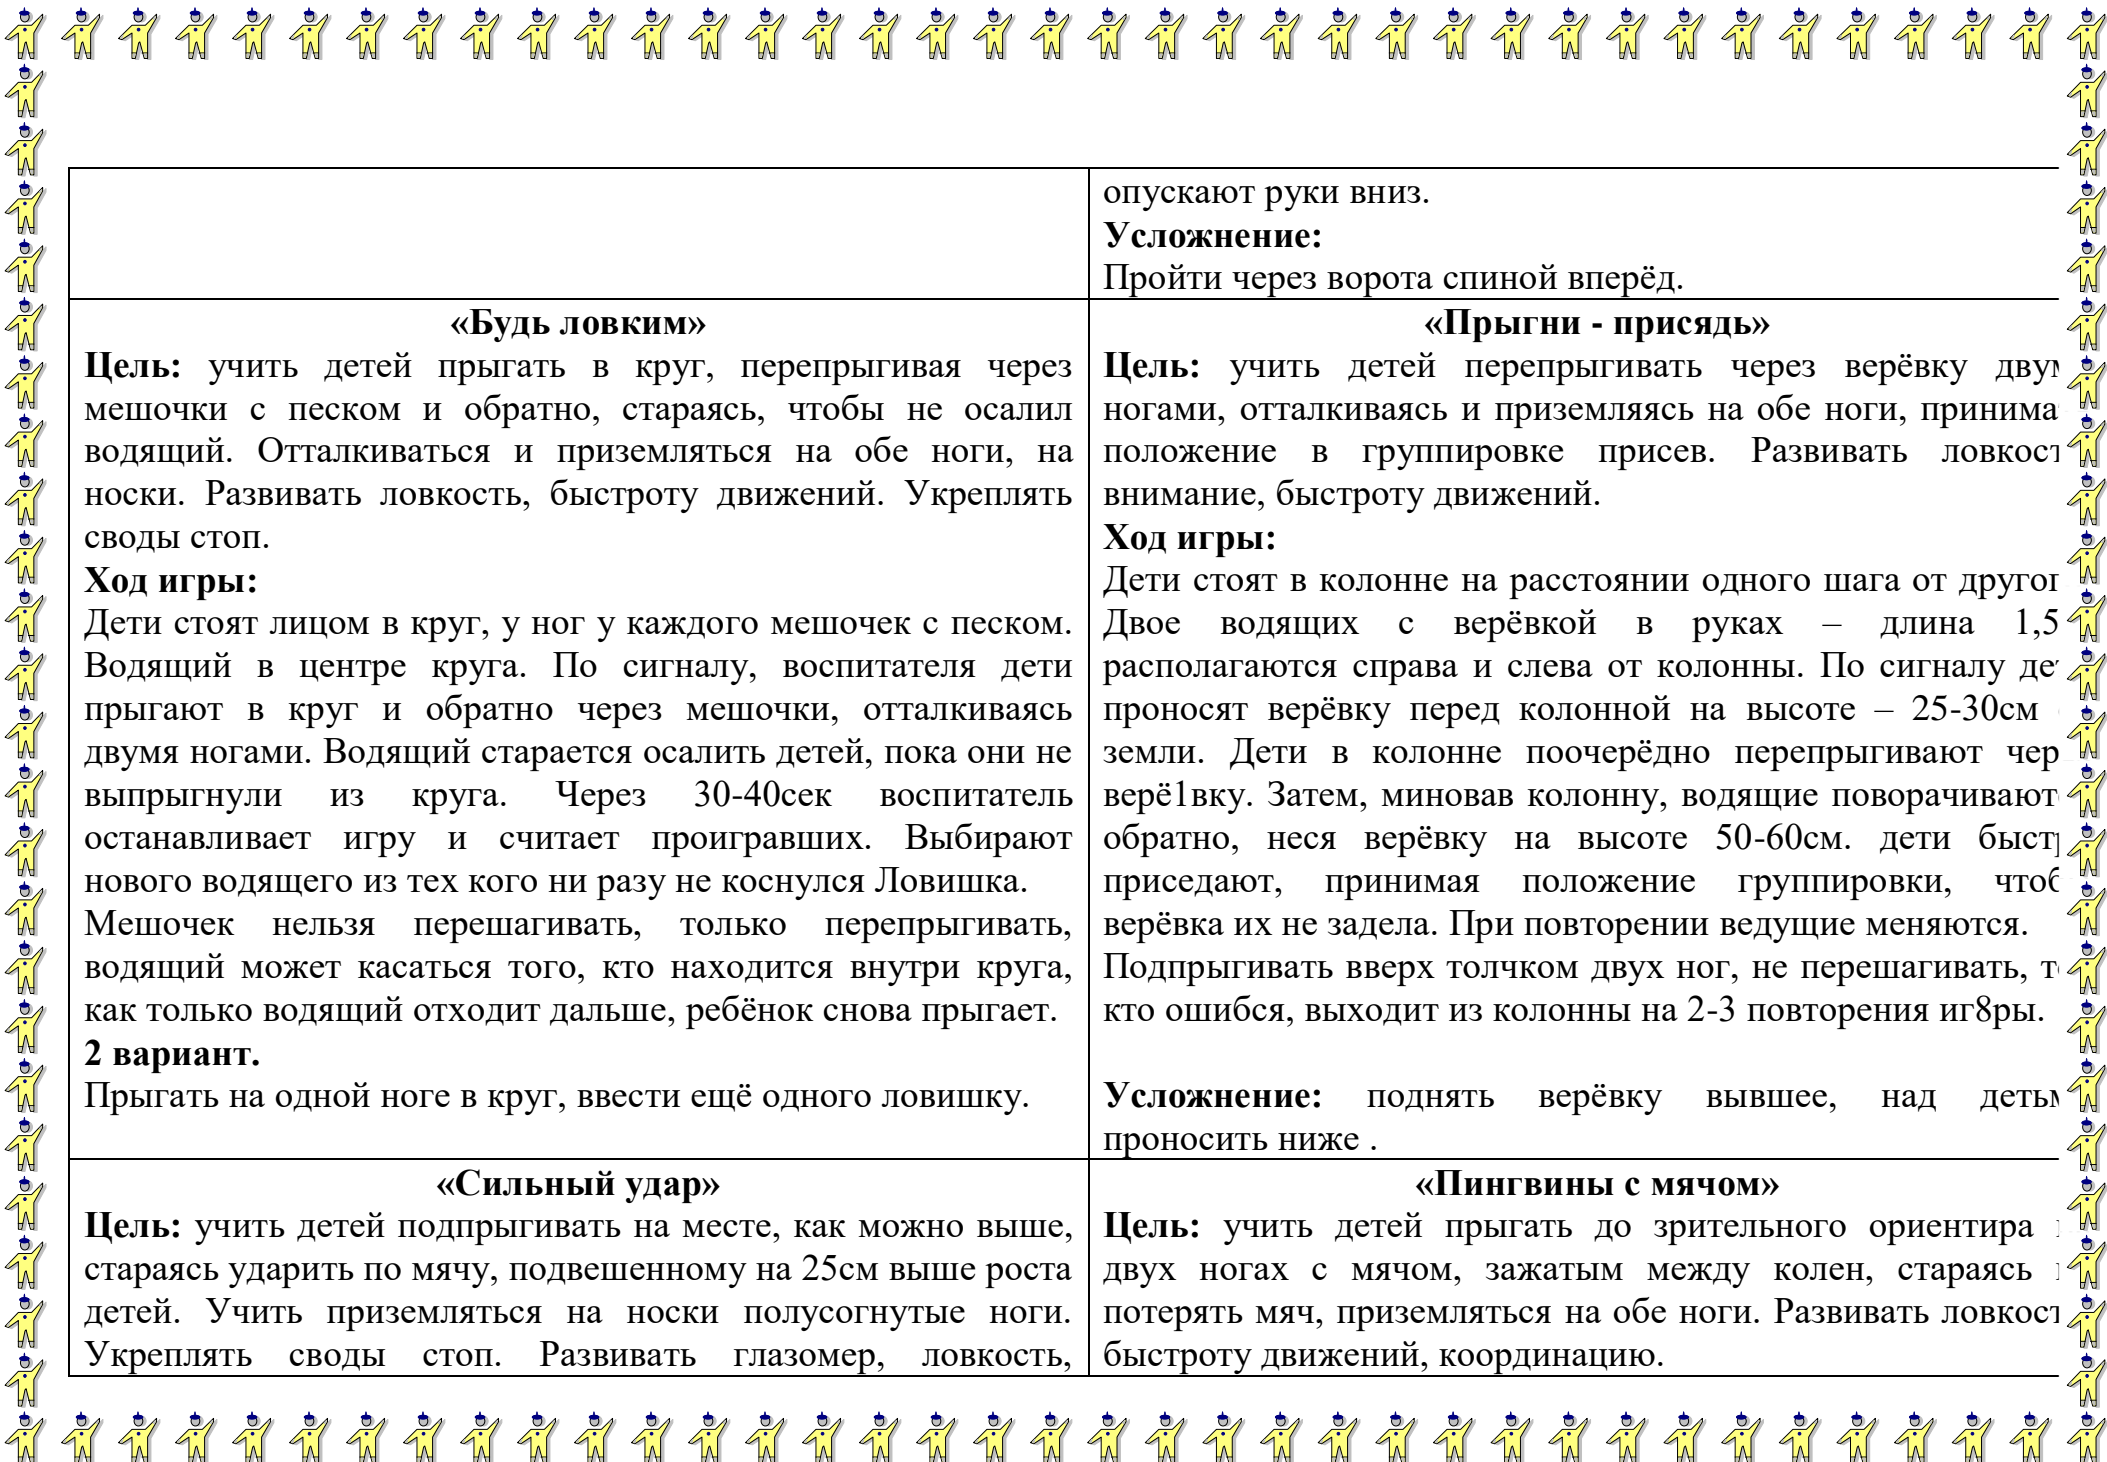 опускают руки вниз.
Усложнение:
Пройти через ворота спиной вперёд.
«Будь ловким»
Цель: учить детей прыгать в круг, перепрыгивая через
мешочки с песком и обратно, стараясь, чтобы не осалил
водящий. Отталкиваться и приземляться на обе ноги, на
носки. Развивать ловкость, быстроту движений. Укреплять
своды стоп.
Ход игры:
Дети стоят лицом в круг, у ног у каждого мешочек с песком.
Водящий в центре круга. По сигналу, воспитателя дети
прыгают в круг и обратно через мешочки, отталкиваясь
двумя ногами. Водящий старается осалить детей, пока они не
выпрыгнули из круга. Через 30-40сек воспитатель
останавливает игру и считает проигравших. Выбирают
нового водящего из тех кого ни разу не коснулся Ловишка.
Мешочек нельзя перешагивать, только перепрыгивать,
водящий может касаться того, кто находится внутри круга,
как только водящий отходит дальше, ребёнок снова прыгает.
2 вариант.
Прыгать на одной ноге в круг, ввести ещё одного ловишку.
«Прыгни - присядь»
Цель: учить детей перепрыгивать через верёвку двум
ногами, отталкиваясь и приземляясь на обе ноги, принима
положение в группировке присев. Развивать ловкост
внимание, быстроту движений.
Ход игры:
Дети стоят в колонне на расстоянии одного шага от другог
Двое водящих с верёвкой в руках – длина 1,5
располагаются справа и слева от колонны. По сигналу дет
проносят верёвку перед колонной на высоте – 25-30см
земли. Дети в колонне поочерёдно перепрыгивают чер
верё1вку. Затем, миновав колонну, водящие поворачивают
обратно, неся верёвку на высоте 50-60см. дети быстр
приседают, принимая положение группировки, чтоб
верёвка их не задела. При повторении ведущие меняются.
Подпрыгивать вверх толчком двух ног, не перешагивать, т
кто ошибся, выходит из колонны на 2-3 повторения иг8ры.
Усложнение: поднять верёвку вывшее, над детьм
проносить ниже .
«Сильный удар»
Цель: учить детей подпрыгивать на месте, как можно выше,
стараясь ударить по мячу, подвешенному на 25см выше роста
детей. Учить приземляться на носки полусогнутые ноги.
Укреплять своды стоп. Развивать глазомер, ловкость,
«Пингвины с мячом»
Цель: учить детей прыгать до зрительного ориентира
двух ногах с мячом, зажатым между колен, стараясь
потерять мяч, приземляться на обе ноги. Развивать ловкост
быстроту движений, координацию.